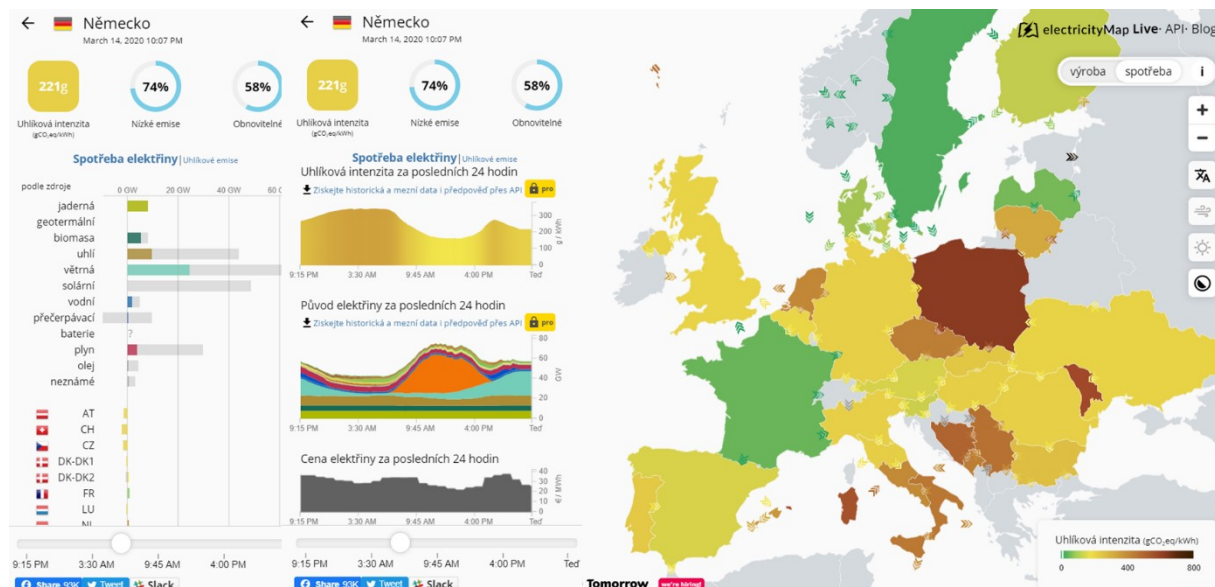 Německo
March 14, 2020 10:07 PM
221g
74%
58%
Uhlíková intenzita
(gCO₂eq/kWh)
Nízké emise
Obnovitelné
Spotřeba elektřiny|Uhlíkové emise
podle zdroje
0 GW 20 GW 40 GW 60 G
jaderná
geotermální
biomasa
uhlí
větrná
solární
vodní
přečerpávací
baterie ?
plyn
olej
neznámé
AT
CH
CZ
DK-DK1
DK-DK2
FR
LU
NL
9:15 PM 3:30 AM 9:45 AM 4:00 PM
Share 93K Tweet Slack
Německo
March 14, 2020 10:07 PM
221g
74%
58%
Uhlíková intenzita
(gCO₂eq/kWh)
Nízké emise
Obnovitelné
Spotřeba elektřiny|Uhlíkové emise
Uhlíková intenzita za posledních 24 hodin
Získejte historická a mezní data i předpověď přes API pro
300
200
100
0
g / kWh
9:15 PM 3:30 AM 9:45 AM 4:00 PM Teď
Původ elektřiny za posledních 24 hodin
Získejte historická a mezní data i předpověď přes API pro
80
60
40
20
0
GW
9:15 PM 3:30 AM 9:45 AM 4:00 PM Teď
Cena elektřiny za posledních 24 hodin
40
30
20
10
0
€ / MWh
9:15 PM 3:30 AM 9:45 AM 4:00 PM Teď
9:15 PM 3:30 AM 9:45 AM 4:00 PM Teď
Share 93K Tweet Slack
electricityMap Live· API· Blog
výroba spotřeba i
+
−
Uhlíková intenzita (gCO₂eq/kWh)
0 400 800
Tomorrow we're hiring!